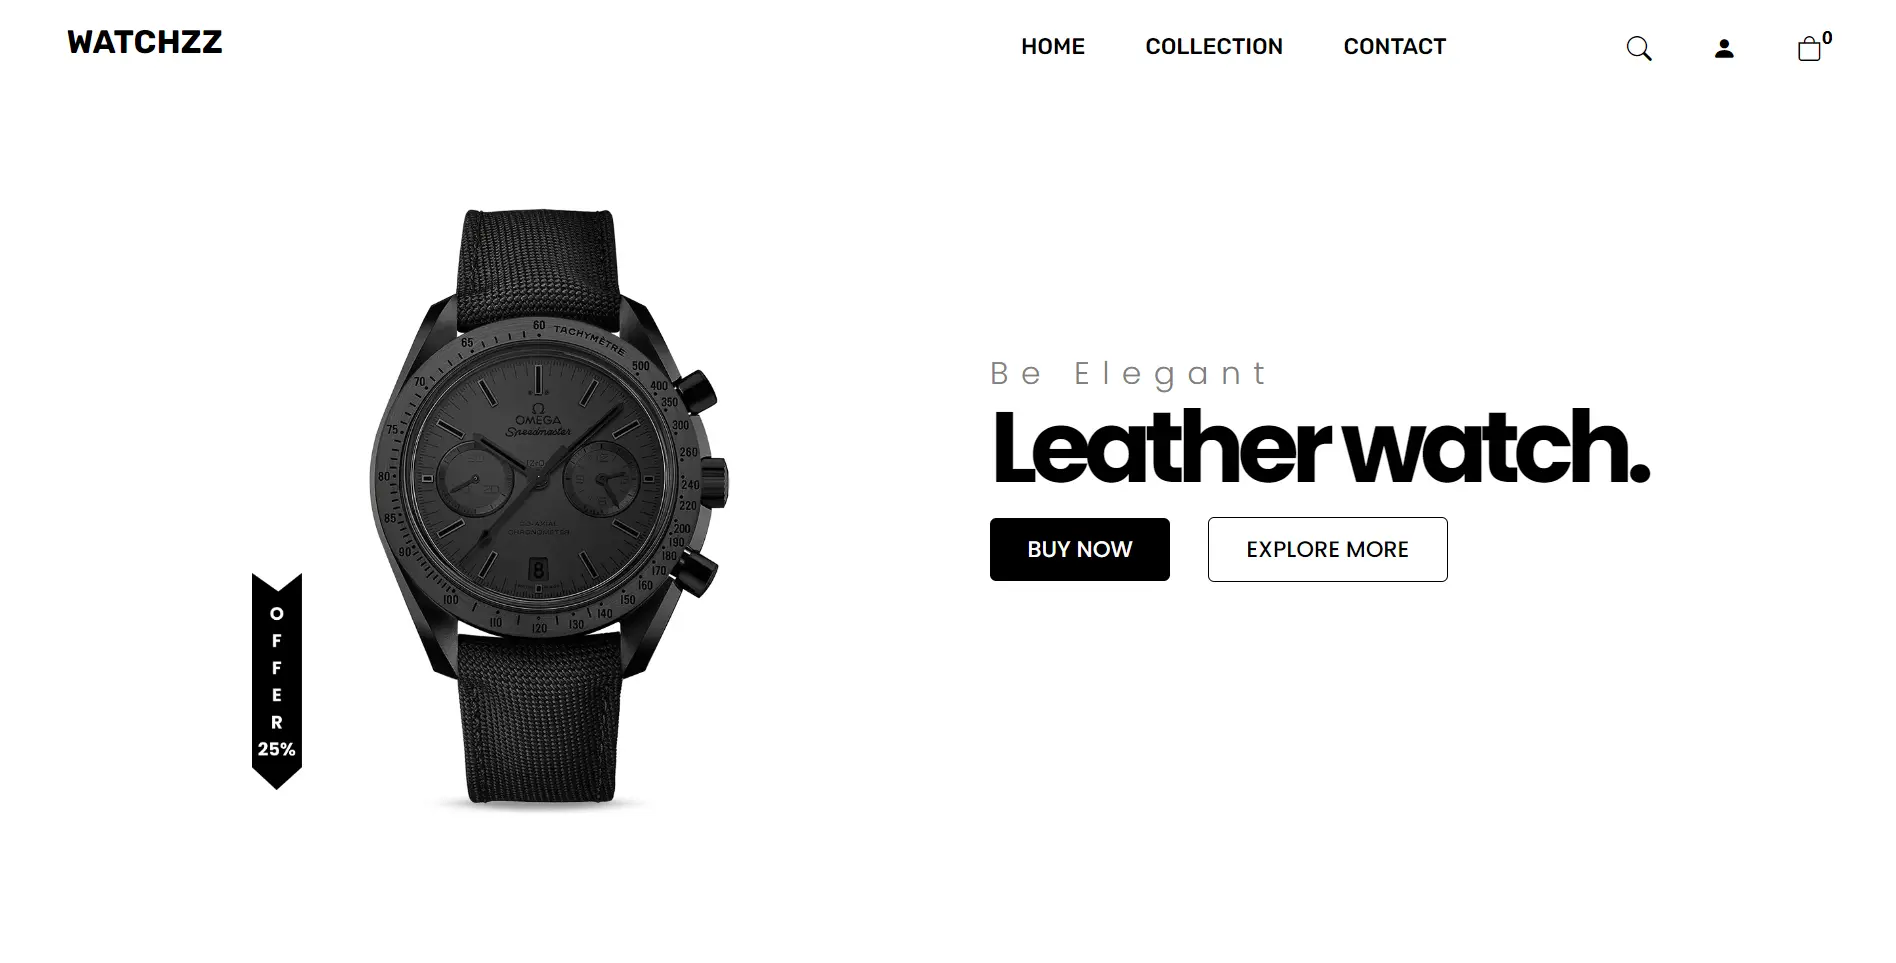 WATCHZZ
HOME
COLLECTION
CONTACT
0
Be Elegant
Leather watch.
BUY NOW
EXPLORE MORE
OFFER
25%
60
TACHYMÈTRE
500
400
350
300
260
240
220
200
190
180
170
160
150
140
130
120
110
100
90
85
80
75
70
65
Ω
OMEGA
Speedmaster
CO-AXIAL
CHRONOMETER
8